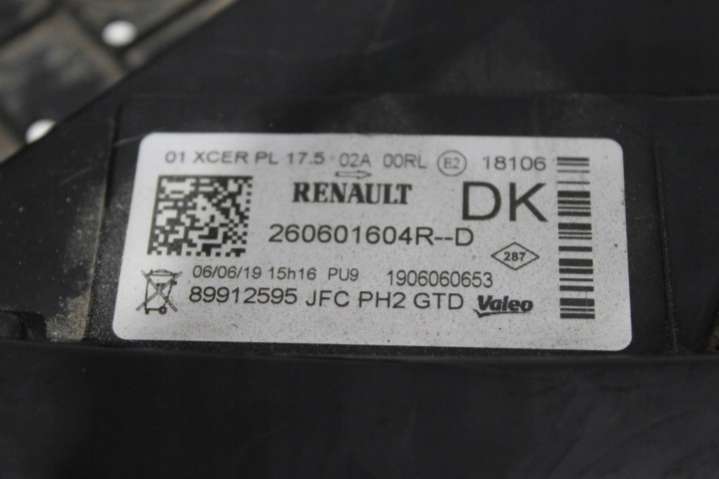 01 XCER PL 17.5 02A 00RL E2 18106
RENAULT DK
260601604R--D
287
06/06/19 15h16 PU9 1906060653
89912595 JFC PH2 GTD Valeo